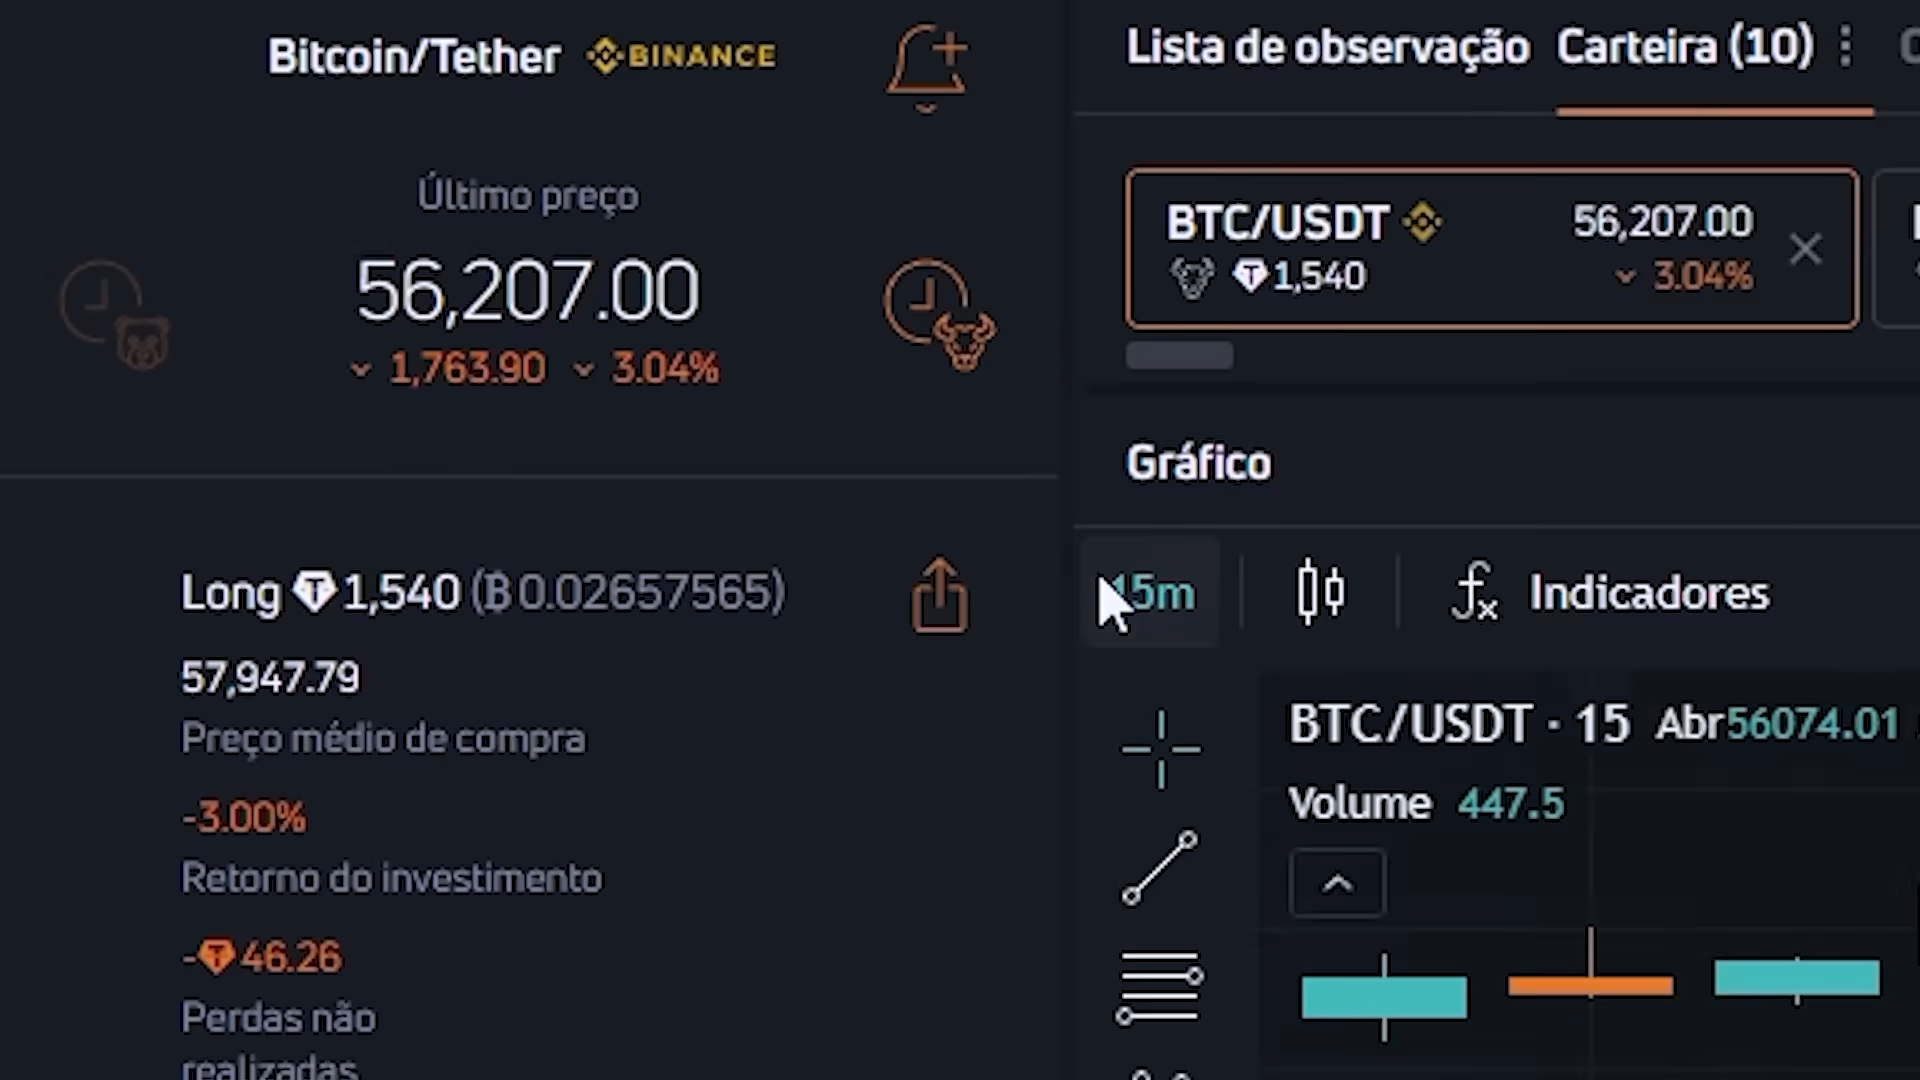 Bitcoin/Tether BINANCE
Último preço
56,207.00
1,763.90 3.04%
Long 1,540 (₿0.02657565)
57,947.79
Preço médio de compra
-3.00%
Retorno do investimento
-46.26
Perdas não
realizadas
Lista de observação Carteira (10)
BTC/USDT 56,207.00
1,540 3.04%
Gráfico
15m Indicadores
BTC/USDT · 15 Abr56074.01
Volume 447.5